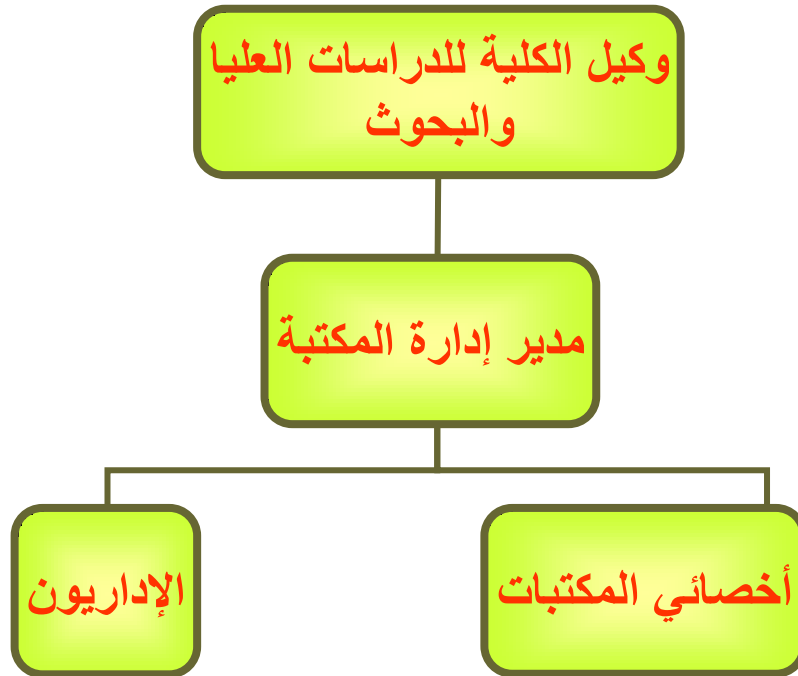 وكيل الكلية للدراسات العليا
والبحوث
مدير إدارة المكتبة
أخصائي المكتبات
الإداريون